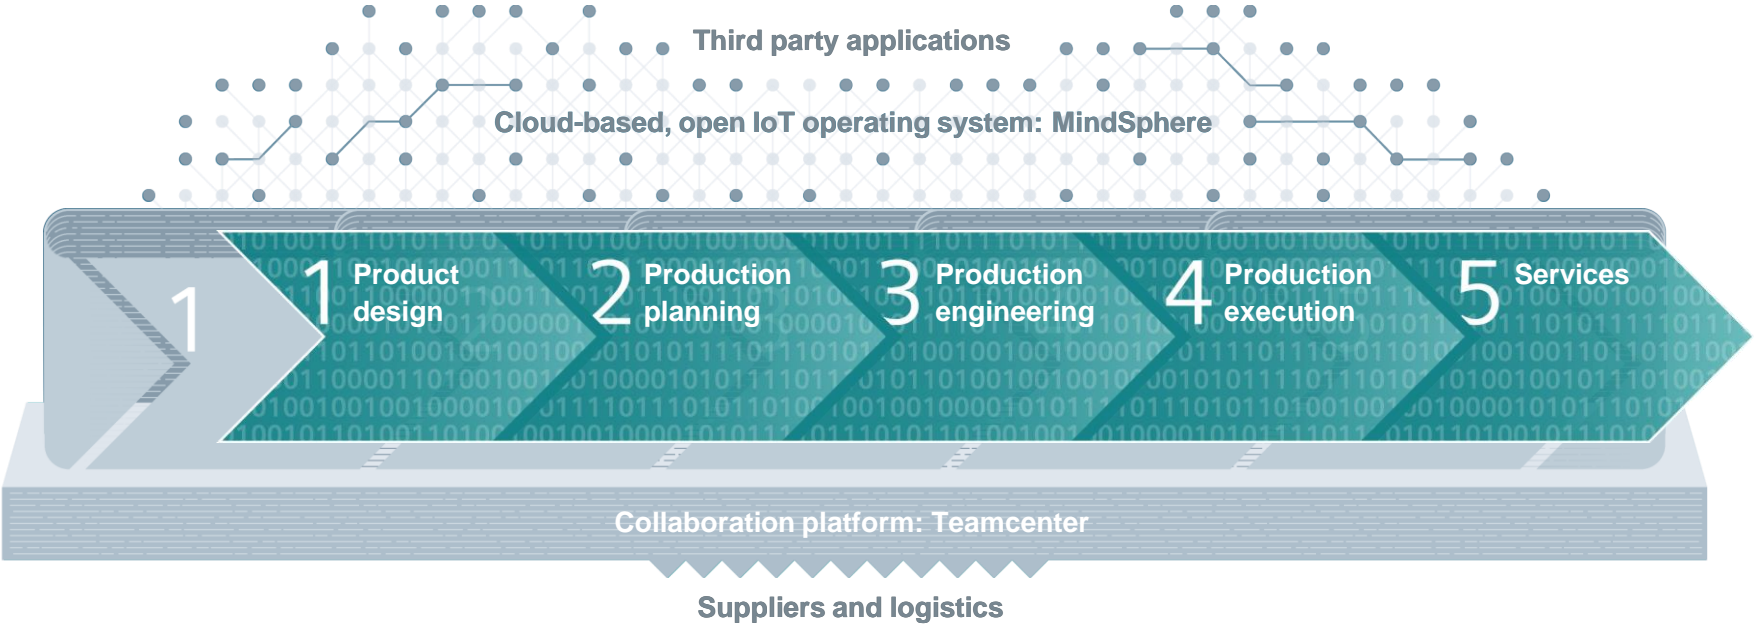 Third party applications
Cloud-based, open IoT operating system: MindSphere
1
1 Product
design
2 Production
planning
3 Production
engineering
4 Production
execution
5 Services
Collaboration platform: Teamcenter
Suppliers and logistics